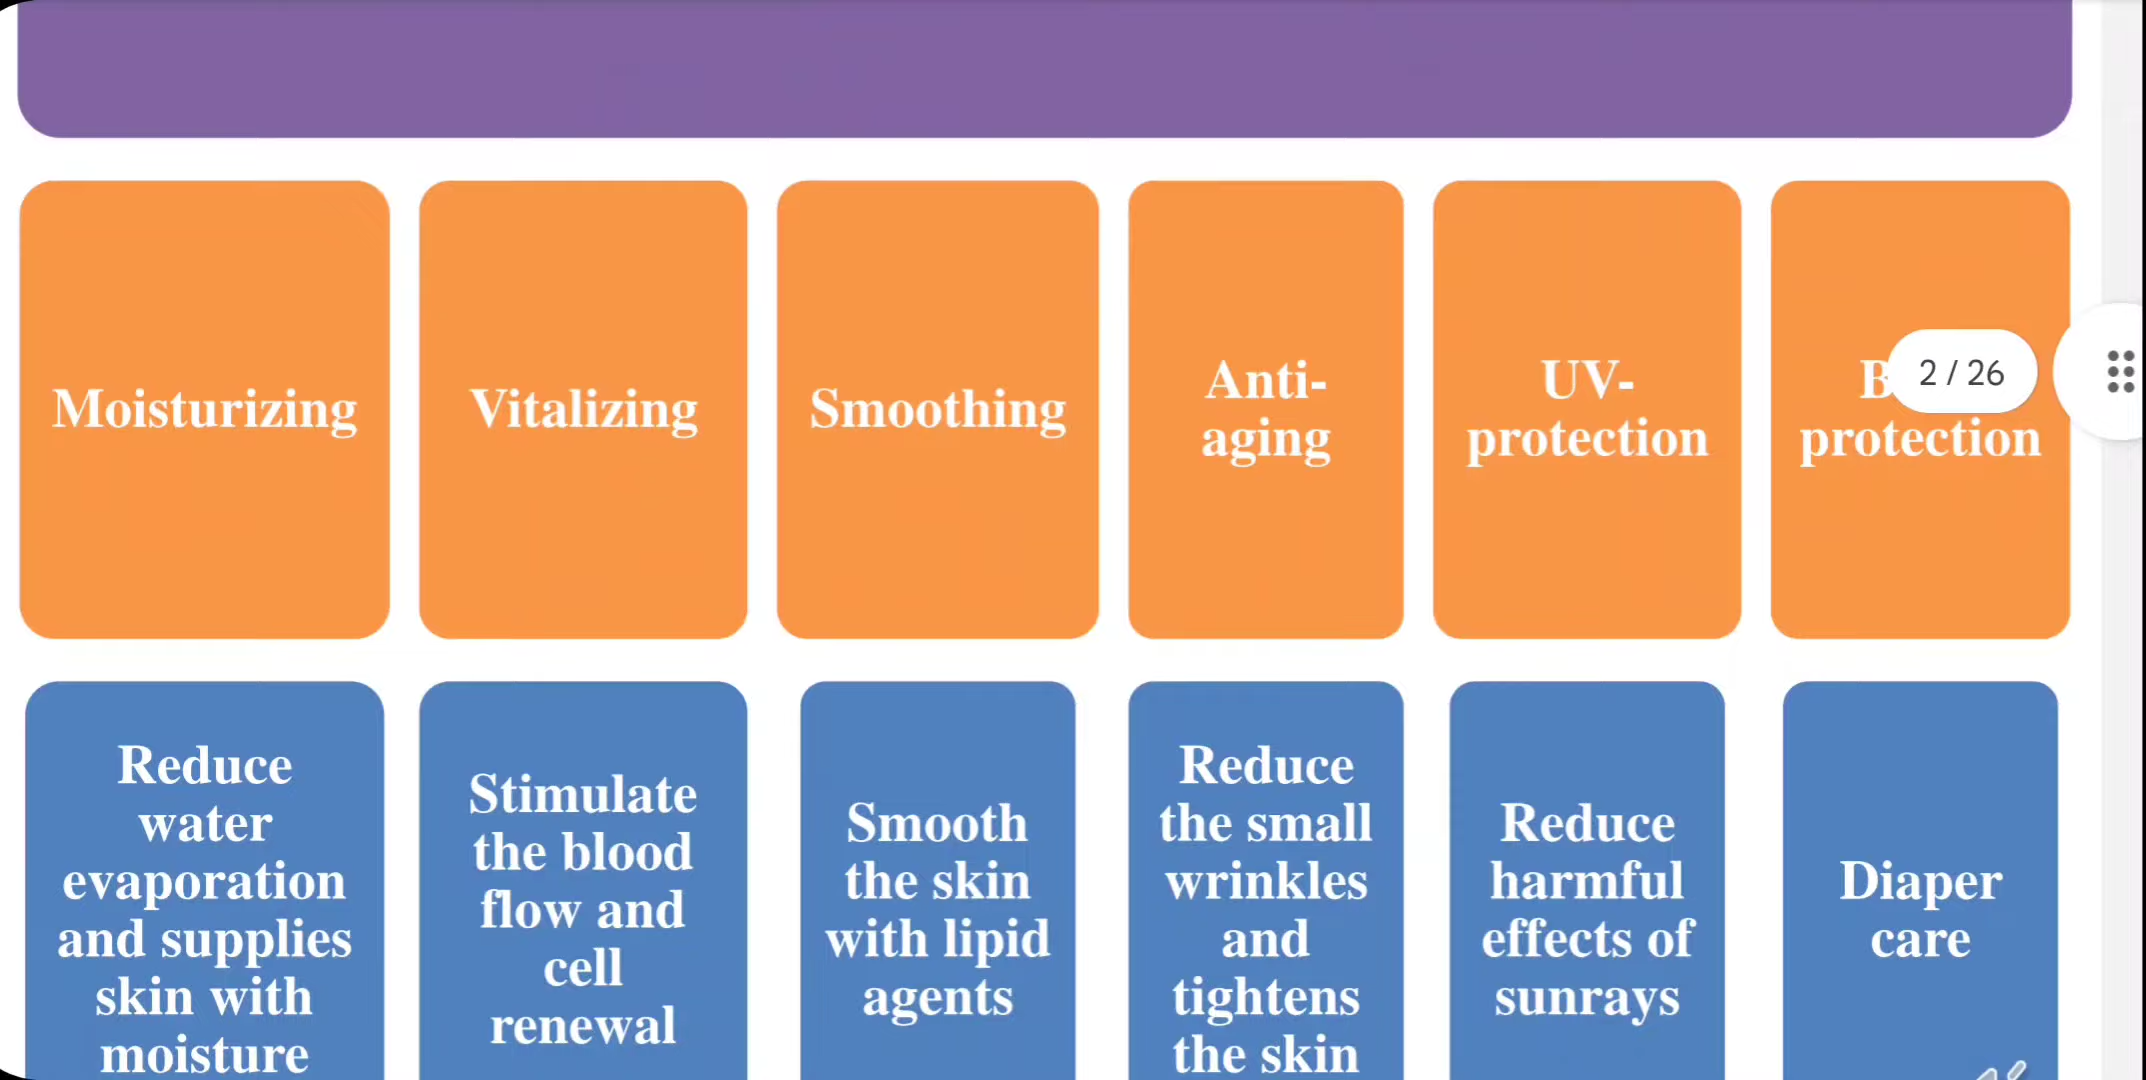 Moisturizing
Vitalizing
Smoothing
Anti-
aging
UV-
protection
protection
2 / 26
Reduce
water
evaporation
and supplies
skin with
moisture
Stimulate
the blood
flow and
cell
renewal
Smooth
the skin
with lipid
agents
Reduce
the small
wrinkles
and
tightens
the skin
Reduce
harmful
effects of
sunrays
Diaper
care